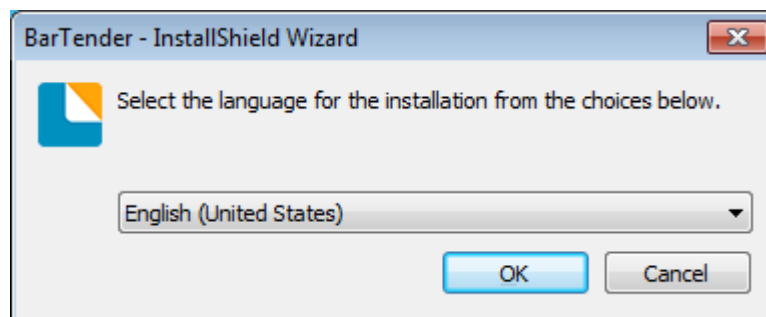 BarTender - InstallShield Wizard
Select the language for the installation from the choices below.
English (United States)
OK Cancel